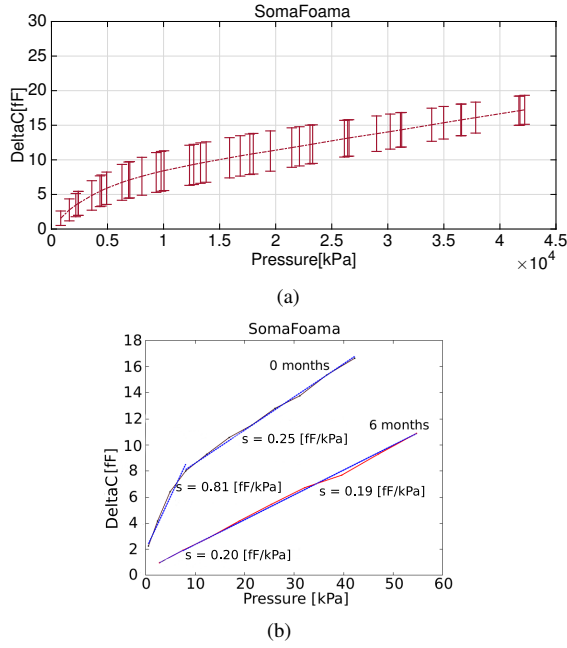 SomaFoama
30
25
20
15
10
5
0
DeltaC[fF]
0 0.5 1 1.5 2 2.5 3 3.5 4 4.5
Pressure[kPa]
×10^4
(a)
SomaFoama
18
16
14
12
10
8
6
4
2
0
DeltaC [fF]
0 months
6 months
s = 0.25 [fF/kPa]
s = 0.81 [fF/kPa]
s = 0.19 [fF/kPa]
s = 0.20 [fF/kPa]
0 10 20 30 40 50 60
Pressure [kPa]
(b)